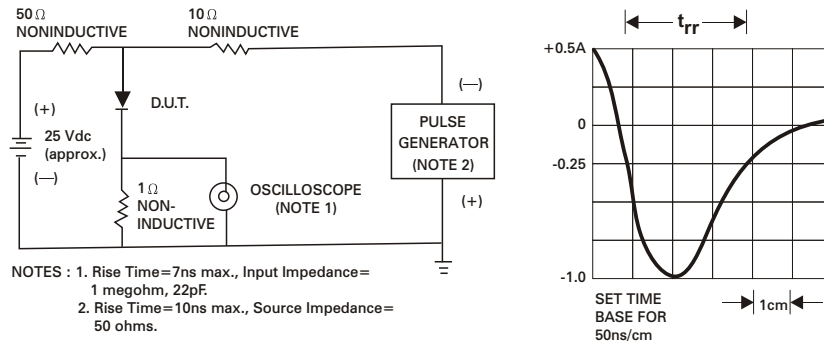 50Ω
NONINDUCTIVE
10Ω
NONINDUCTIVE
D.U.T.
(+)
25 Vdc
(approx.)
(—)
1Ω
NON-
INDUCTIVE
OSCILLOSCOPE
(NOTE 1)
(—)
PULSE
GENERATOR
(NOTE 2)
(+)
NOTES : 1. Rise Time=7ns max., Input Impedance=
1 megohm, 22pF.
2. Rise Time=10ns max., Source Impedance=
50 ohms.
trr
+0.5A
0
-0.25
-1.0
SET TIME
BASE FOR
50ns/cm
1cm